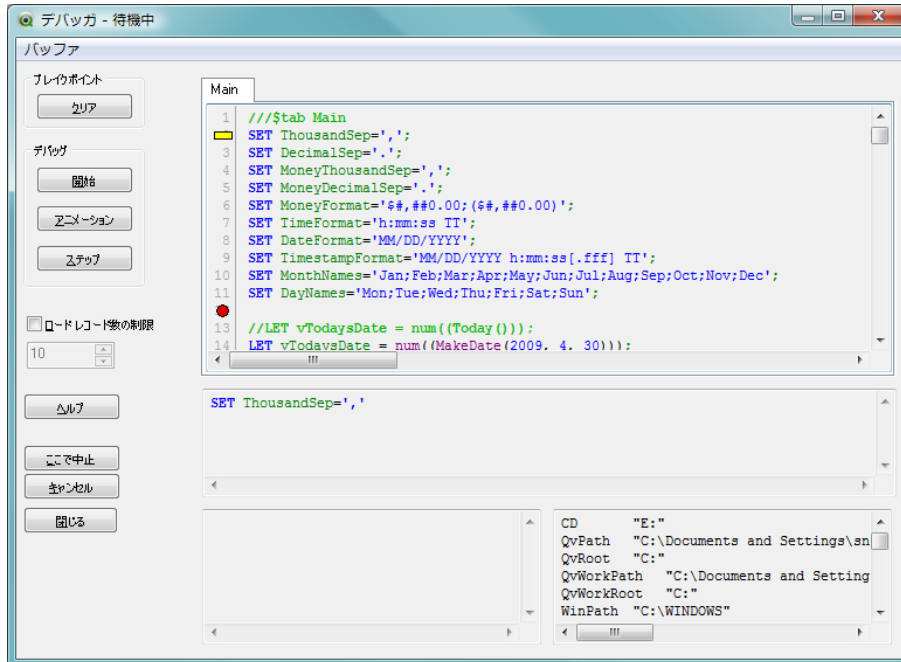 デバッガ - 待機中
バッファ
ブレイクポイント
クリア
デバッグ
開始
アニメーション
ステップ
ロードレコード数の制限
10
ヘルプ
ここで中止
キャンセル
閉じる
Main
1 ///$tab Main
SET ThousandSep=',';
3 SET DecimalSep='.';
4 SET MoneyThousandSep=',';
5 SET MoneyDecimalSep='.';
6 SET MoneyFormat='$#,##0.00;($#,##0.00)';
7 SET TimeFormat='h:mm:ss TT';
8 SET DateFormat='MM/DD/YYYY';
9 SET TimestampFormat='MM/DD/YYYY h:mm:ss[.fff] TT';
10 SET MonthNames='Jan;Feb;Mar;Apr;May;Jun;Jul;Aug;Sep;Oct;Nov;Dec';
11 SET DayNames='Mon;Tue;Wed;Thu;Fri;Sat;Sun';
13 //LET vTodaysDate = num((Today()));
14 LET vTodaysDate = num((MakeDate(2009, 4, 30)));
SET ThousandSep=','
CD "E:"
QvPath "C:\Documents and Settings\sn
QvRoot "C:"
QvWorkPath "C:\Documents and Setting
QvWorkRoot "C:"
WinPath "C:\WINDOWS"